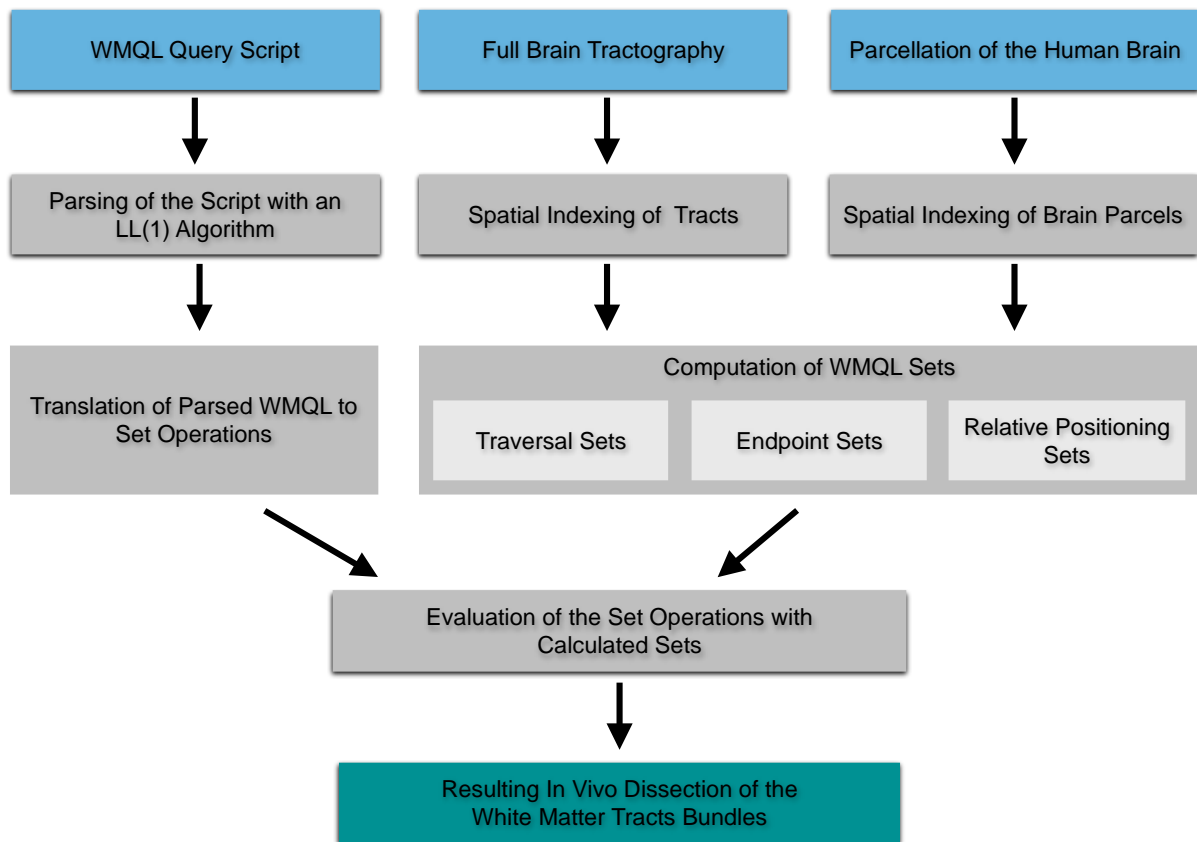 WMQL Query Script
Full Brain Tractography
Parcellation of the Human Brain
Parsing of the Script with an
LL(1) Algorithm
Spatial Indexing of Tracts
Spatial Indexing of Brain Parcels
Translation of Parsed WMQL to
Set Operations
Computation of WMQL Sets
Traversal Sets
Endpoint Sets
Relative Positioning
Sets
Evaluation of the Set Operations with
Calculated Sets
Resulting In Vivo Dissection of the
White Matter Tracts Bundles